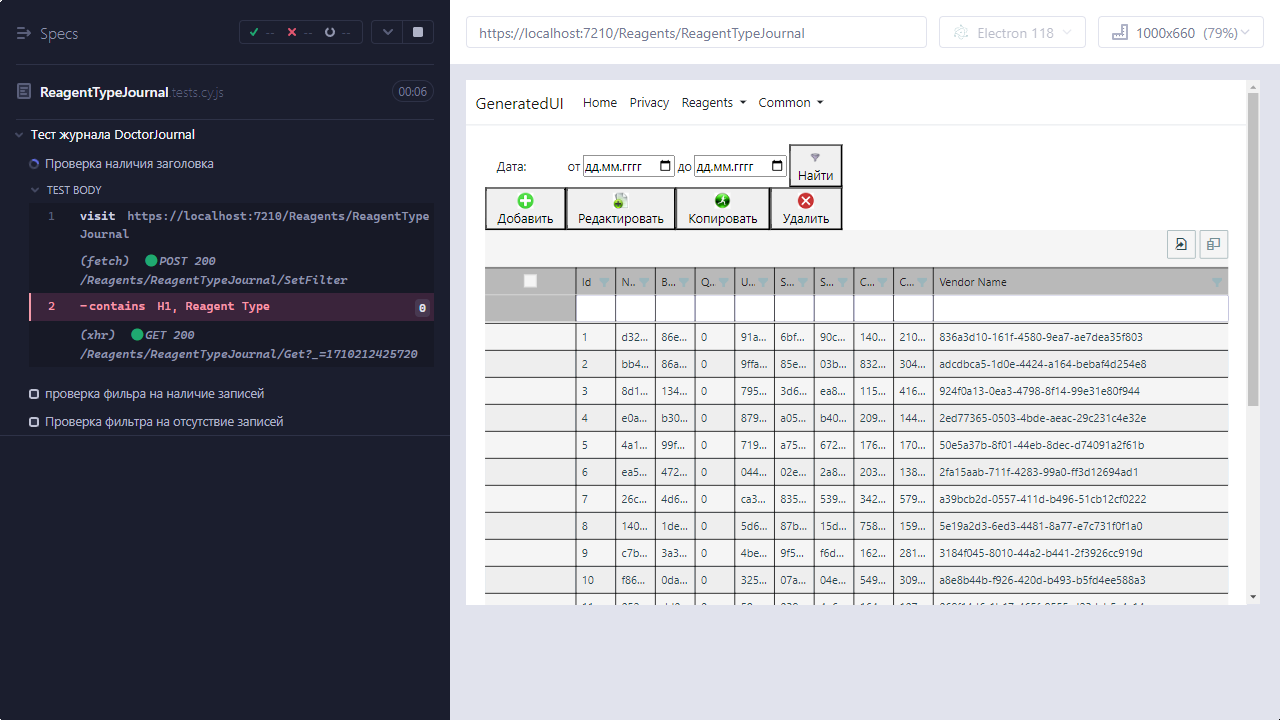 Specs
-- -- --
ReagentTypeJournal.tests.cy.js 00:06
Тест журнала DoctorJournal
Проверка наличия заголовка
TEST BODY
1 visit https://localhost:7210/Reagents/ReagentType
Journal
(fetch) POST 200
/Reagents/ReagentTypeJournal/SetFilter
2 -contains H1, Reagent Type 0
(xhr) GET 200
/Reagents/ReagentTypeJournal/Get?_=1710212425720
проверка фильра на наличие записей
Проверка фильтра на отсутствие записей
https://localhost:7210/Reagents/ReagentTypeJournal
Electron 118
1000x660 (79%)
GeneratedUI Home Privacy Reagents Common
Дата: от дд.мм.гггг до дд.мм.гггг Найти
Добавить Редактировать Копировать Удалить
Id N... B... Q... U... S... S... C... C... Vendor Name
1 d32... 86e... 0 91a... 6bf... 90c... 140... 210... 836a3d10-161f-4580-9ea7-ae7dea35f803
2 bb4... 86a... 0 9ffa... 85e... 03b... 832... 304... adcdbca5-1d0e-4424-a164-bebaf4d254e8
3 8d1... 134... 0 795... 3d6... ea8... 115... 416... 924f0a13-0ea3-4798-8f14-99e31e80f944
4 e0a... b30... 0 879... a05... b40... 209... 144... 2ed77365-0503-4bde-aeac-29c231c4e32e
5 4a1... 99f... 0 719... a75... 672... 176... 170... 50e5a37b-8f01-44eb-8dec-d74091a2f61b
6 ea5... 472... 0 044... 02e... 2a8... 203... 138... 2fa15aab-711f-4283-99a0-ff3d12694ad1
7 26c... 4d6... 0 ca3... 835... 539... 342... 579... a39bcb2d-0557-411d-b496-51cb12cf0222
8 140... 1de... 0 5d6... 87b... 15d... 758... 159... 5e19a2d3-6ed3-4481-8a77-e7c731f0f1a0
9 c7b... 3a3... 0 4be... 9f5... f6d... 162... 281... 3184f045-8010-44a2-b441-2f3926cc919d
10 f86... 0da... 0 325... 07a... 04e... 549... 309... a8e8b44b-f926-420d-b493-b5fd4ee588a3